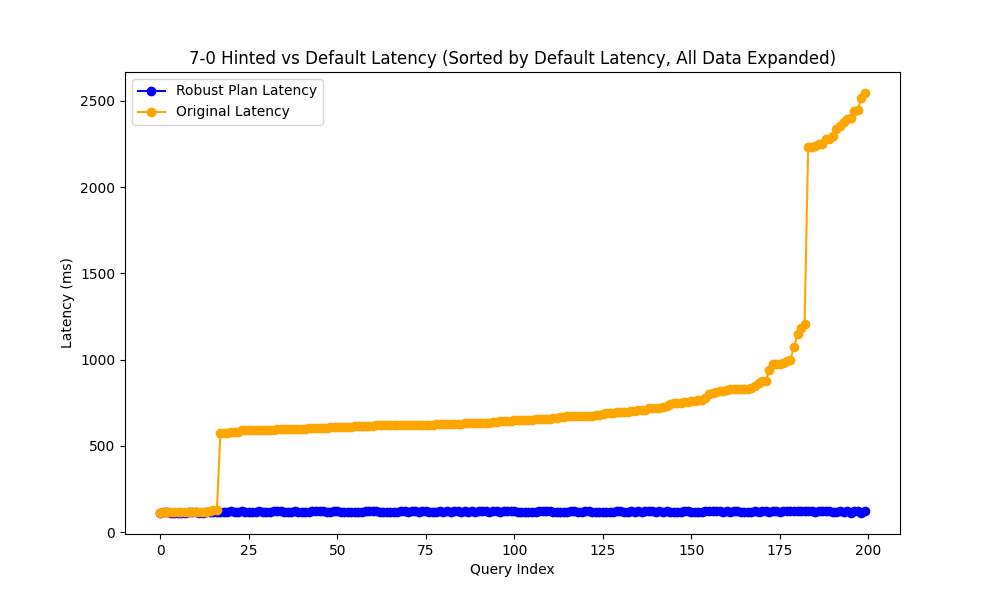 7-0 Hinted vs Default Latency (Sorted by Default Latency, All Data Expanded)
Robust Plan Latency
Original Latency
2500
2000
1500
1000
500
0
Latency (ms)
0 25 50 75 100 125 150 175 200
Query Index